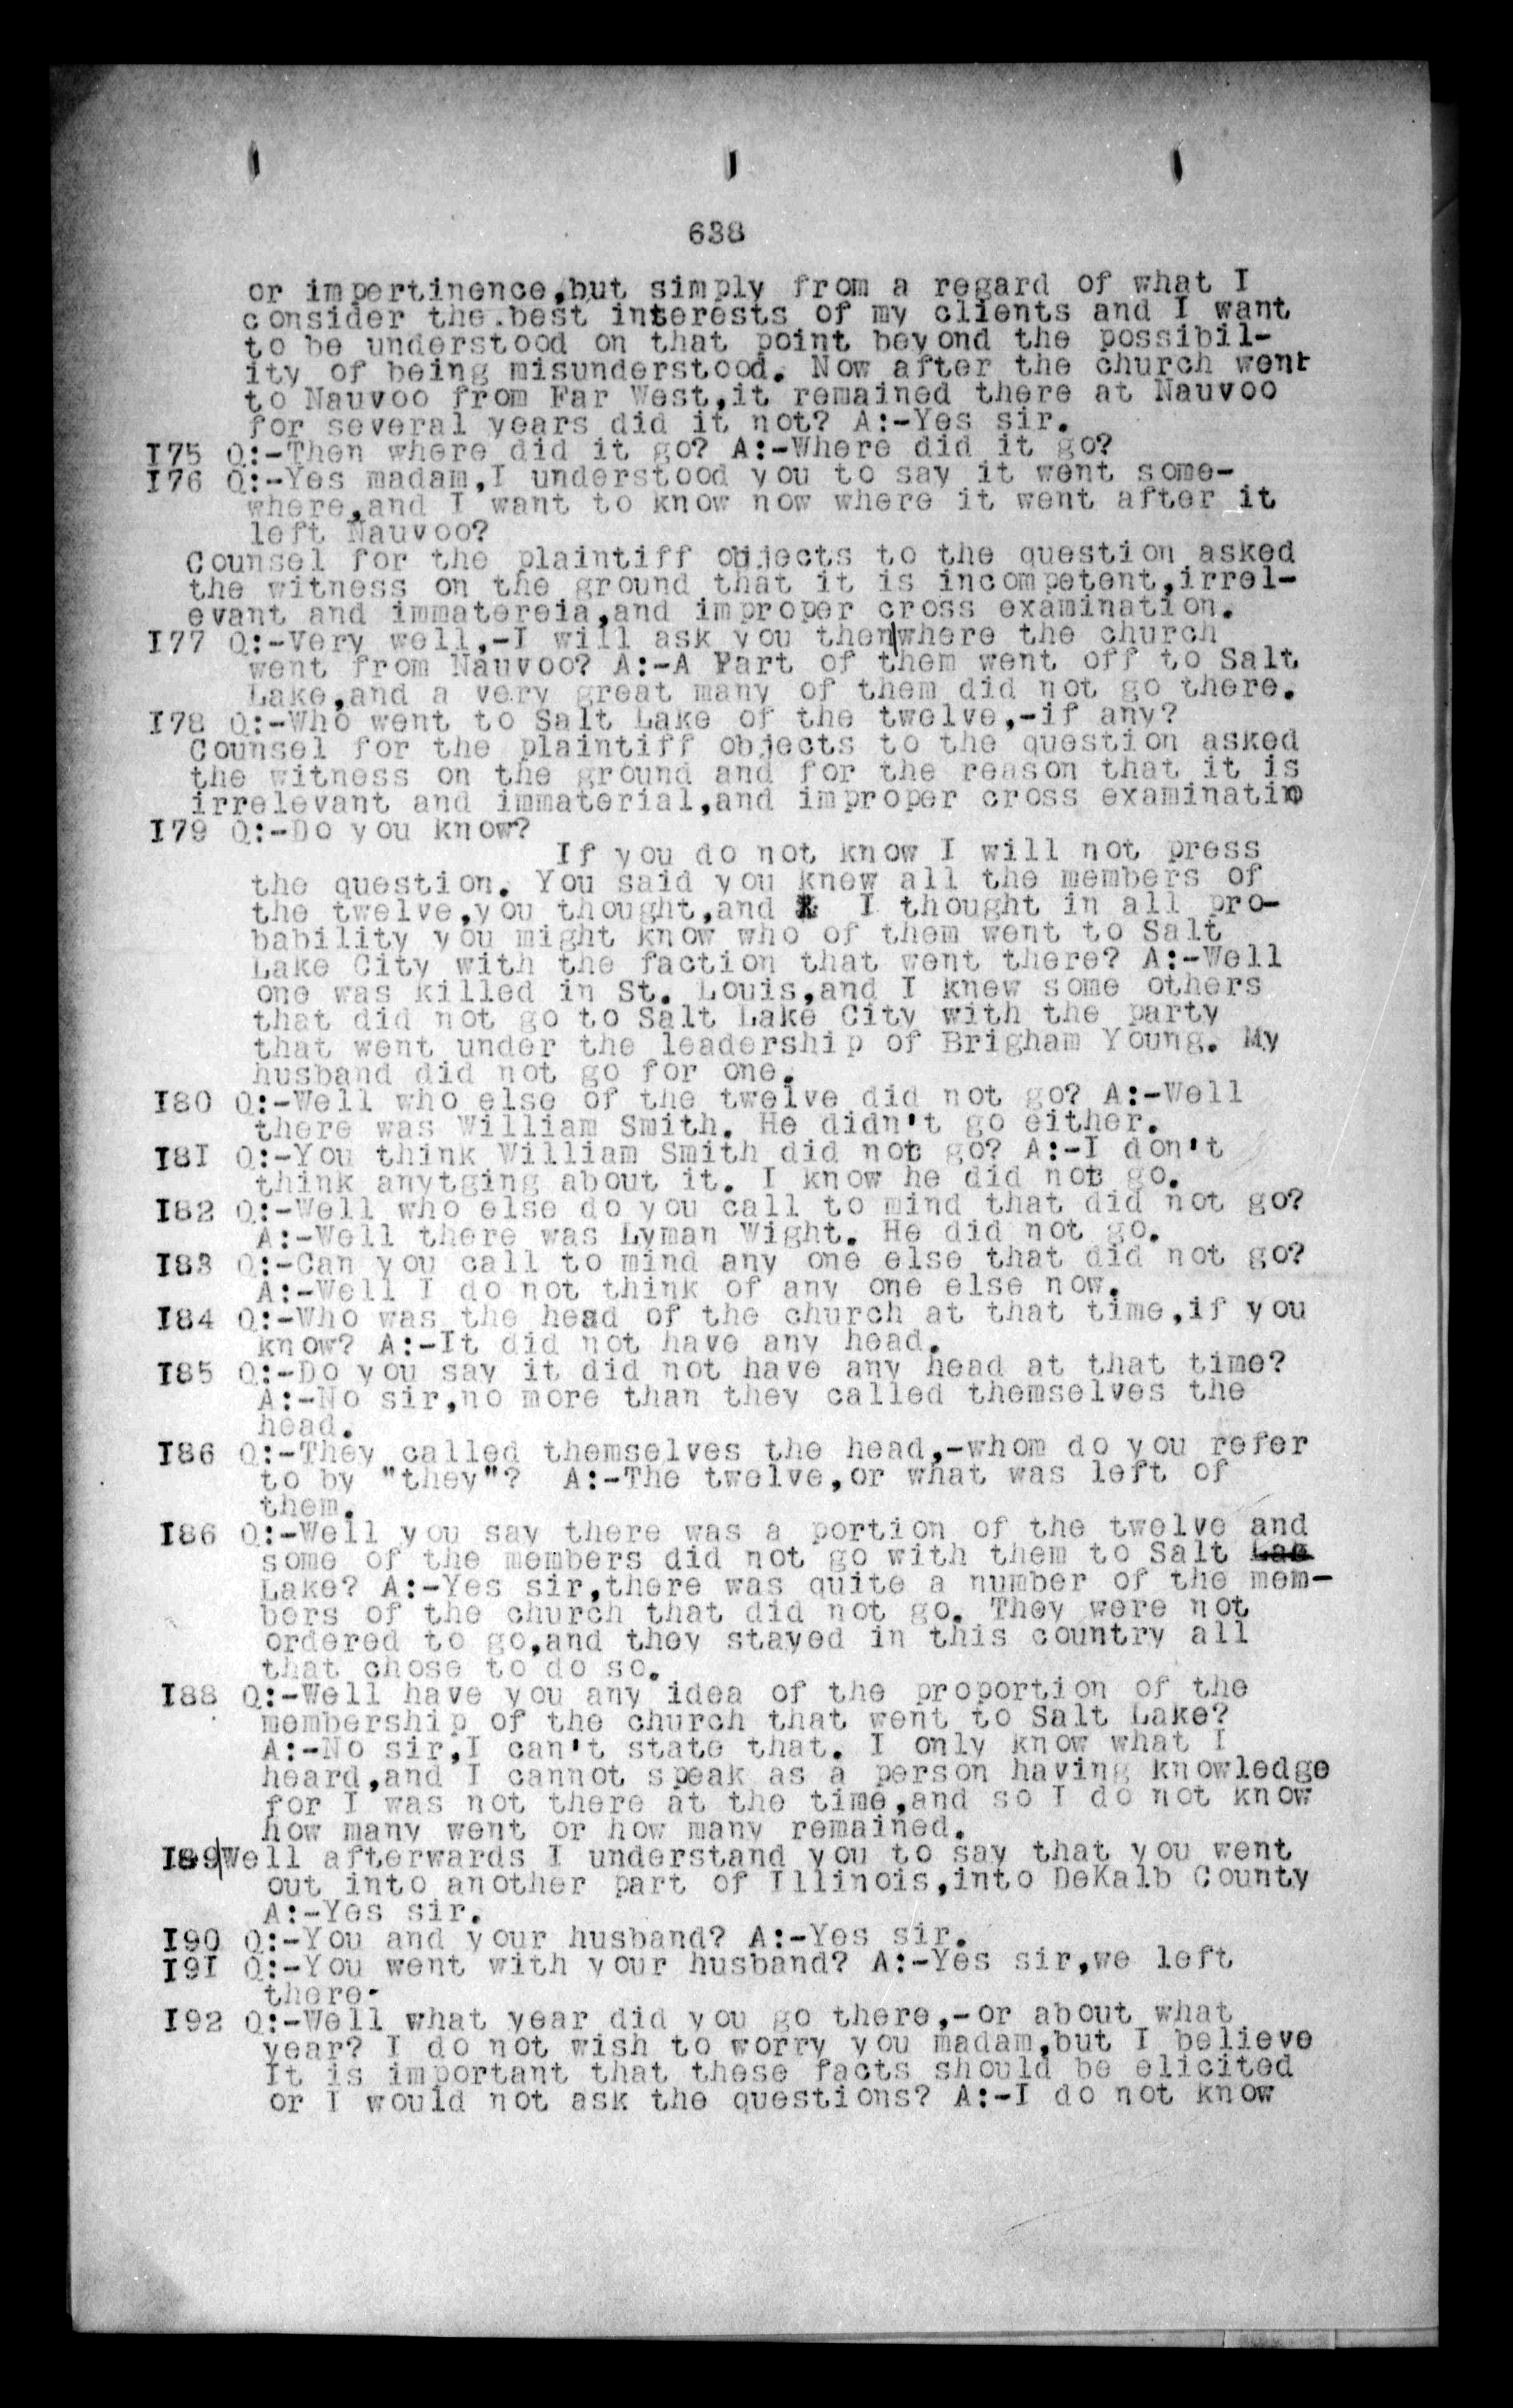 638
or impertinence,but simply from a regard of what I
consider the.best interests of my clients and I want
to be understood on that point beyond the possibil-
ity of being misunderstood. Now after the church went
to Nauvoo from Far West,it remained there at Nauvoo
for several years did it not? A:-Yes sir.
I75 Q:-Then where did it go? A:-Where did it go?
I76 Q:-Yes madam,I understood you to say it went some-
where,and I want to know now where it went after it
left Nauvoo?
Counsel for the plaintiff objects to the question asked
the witness on the ground that it is incompetent,irrel-
evant and immatereia,and improper cross examination.
I77 Q:-Very well,-I will ask you then|where the church
went from Nauvoo? A:-A Part of them went off to Salt
Lake,and a very great many of them did not go there.
I78 Q:-Who went to Salt Lake of the twelve,-if any?
Counsel for the plaintiff objects to the question asked
the witness on the ground and for the reason that it is
irrelevant and immaterial,and improper cross examinatio
I79 Q:-Do you know?
If you do not know I will not press
the question. You said you knew all the members of
the twelve,you thought,and I thought in all pro-
bability you might know who of them went to Salt
Lake City with the faction that went there? A:-Well
one was killed in St. Louis,and I knew some others
that did not go to Salt Lake City with the party
that went under the leadership of Brigham Young. My
husband did not go for one.
I80 Q:-Well who else of the twelve did not go? A:-Well
there was William Smith. He didn't go either.
I8I Q:-You think William Smith did not go? A:-I don't
think anytging about it. I know he did not go.
I82 Q:-Well who else do you call to mind that did not go?
A:-Well there was Lyman Wight. He did not go.
I83 Q:-Can you call to mind any one else that did not go?
A:-Well I do not think of any one else now.
I84 Q:-Who was the head of the church at that time,if you
know? A:-It did not have any head.
I85 Q:-Do you say it did not have any head at that time?
A:-No sir,no more than they called themselves the
head.
I86 Q:-They called themselves the head,-whom do you refer
to by "they"? A:-The twelve,or what was left of
them.
I86 Q:-Well you say there was a portion of the twelve and
some of the members did not go with them to Salt Lae
Lake? A:-Yes sir,there was quite a number of the mem-
bers of the church that did not go. They were not
ordered to go,and they stayed in this country all
that chose to do so.
I88 Q:-Well have you any idea of the proportion of the
membership of the church that went to Salt Lake?
A:-No sir,I can't state that. I only know what I
heard,and I cannot speak as a person having knowledge
for I was not there at the time,and so I do not know
how many went or how many remained.
I89|Well afterwards I understand you to say that you went
out into another part of Illinois,into DeKalb County
A:-Yes sir.
I90 Q:-You and your husband? A:-Yes sir.
I9I Q:-You went with your husband? A:-Yes sir,we left
there-
I92 Q:-Well what year did you go there,-or about what
year? I do not wish to worry you madam,but I believe
It is important that these facts should be elicited
or I would not ask the questions? A:-I do not know